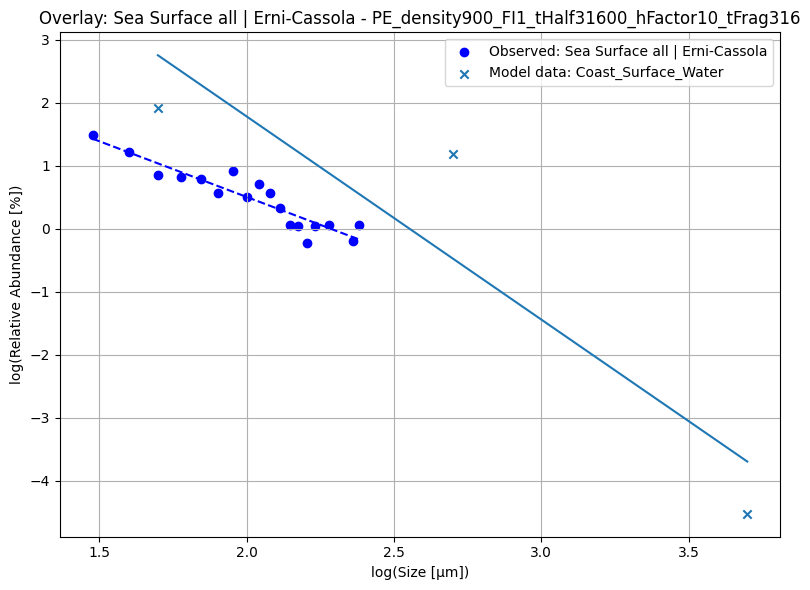 Overlay: Sea Surface all | Erni-Cassola - PE_density900_FI1_tHalf31600_hFactor10_tFrag316
Observed: Sea Surface all | Erni-Cassola
Model data: Coast_Surface_Water
log(Relative Abundance [%])
3
2
1
0
−1
−2
−3
−4
1.5
2.0
2.5
3.0
3.5
log(Size [μm])